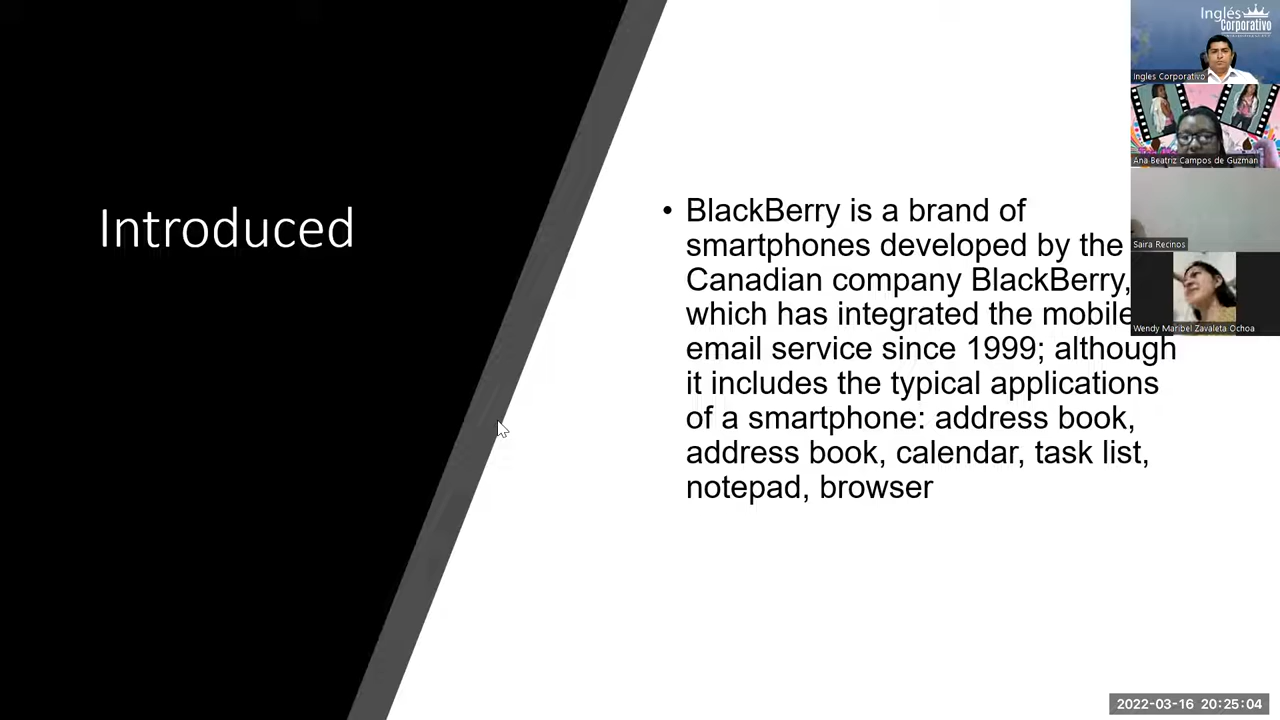 Introduced
• BlackBerry is a brand of
smartphones developed by the
Canadian company BlackBerry,
which has integrated the mobile
email service since 1999; although
it includes the typical applications
of a smartphone: address book,
address book, calendar, task list,
notepad, browser
Inglés
Corporativo
Ingles Corporativo
Ana Beatriz Campos de Guzman
Saira Recinos
Wendy Maribel Zavaleta Ochoa
2022-03-16 20:25:04